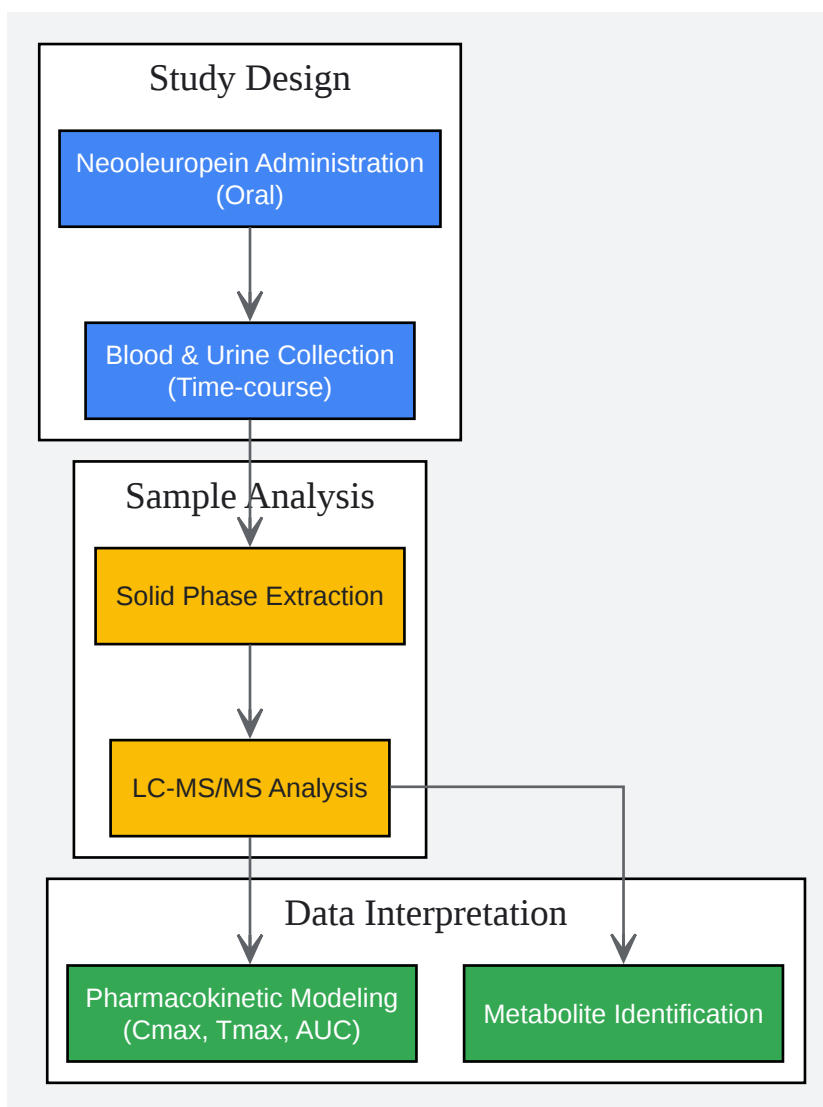 Study Design
Neooleuropein Administration
(Oral)
Blood & Urine Collection
(Time-course)
Sample Analysis
Solid Phase Extraction
LC-MS/MS Analysis
Data Interpretation
Pharmacokinetic Modeling
(Cmax, Tmax, AUC)
Metabolite Identification